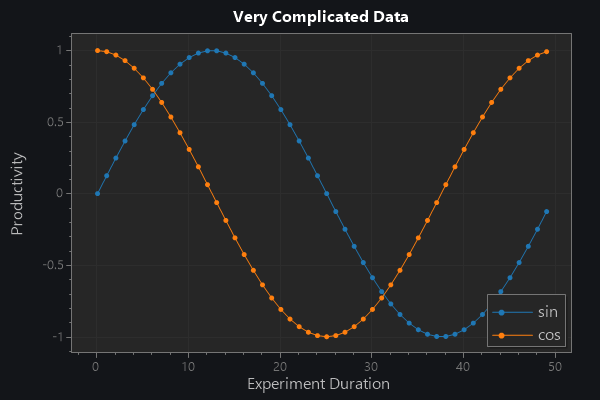 Very Complicated Data
1
0.5
0
-0.5
-1
Productivity
0
10
20
30
40
50
Experiment Duration
sin
cos